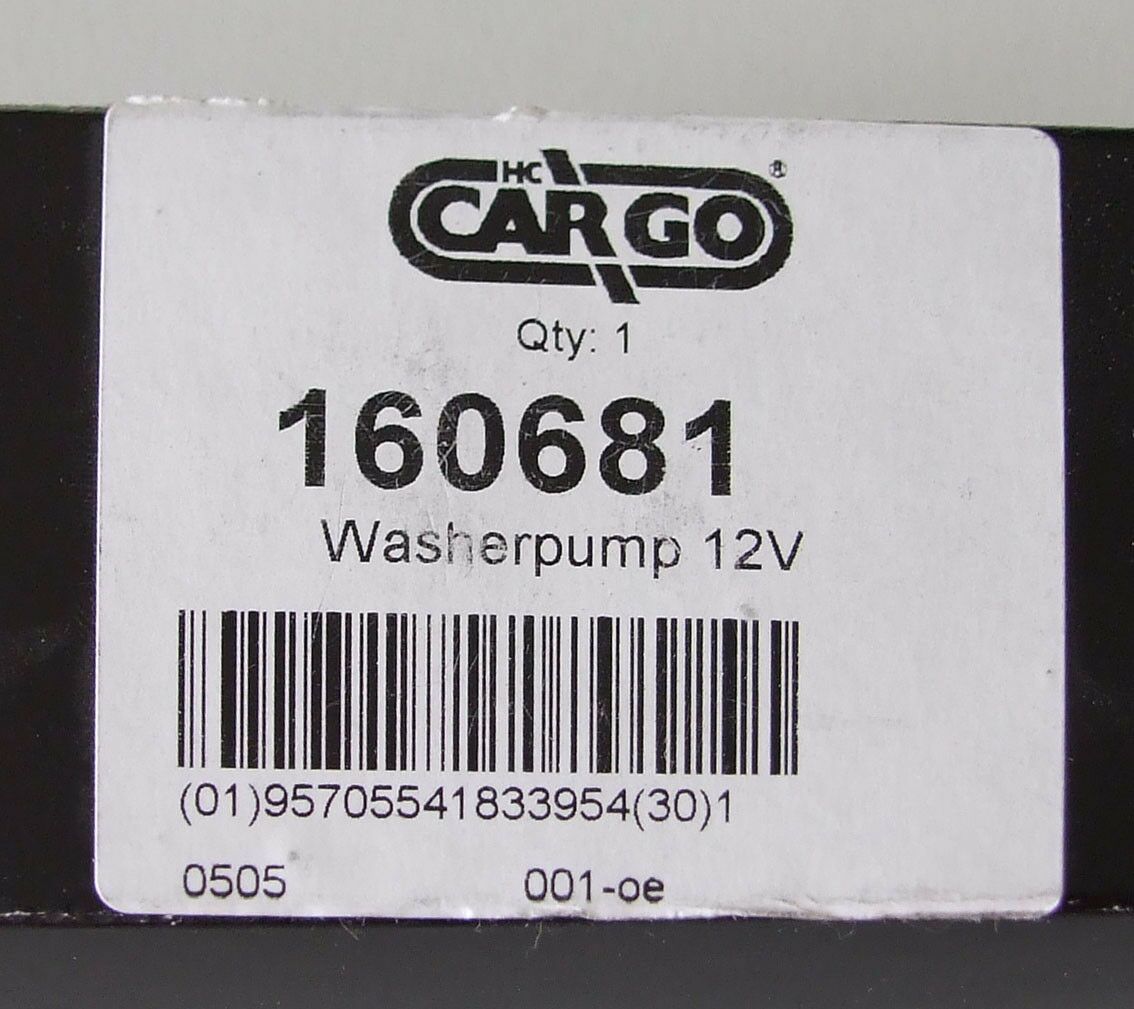 HC
CARGO®
Qty: 1
160681
Washerpump 12V
(01)95705541833954(30)1
0505 001-oe